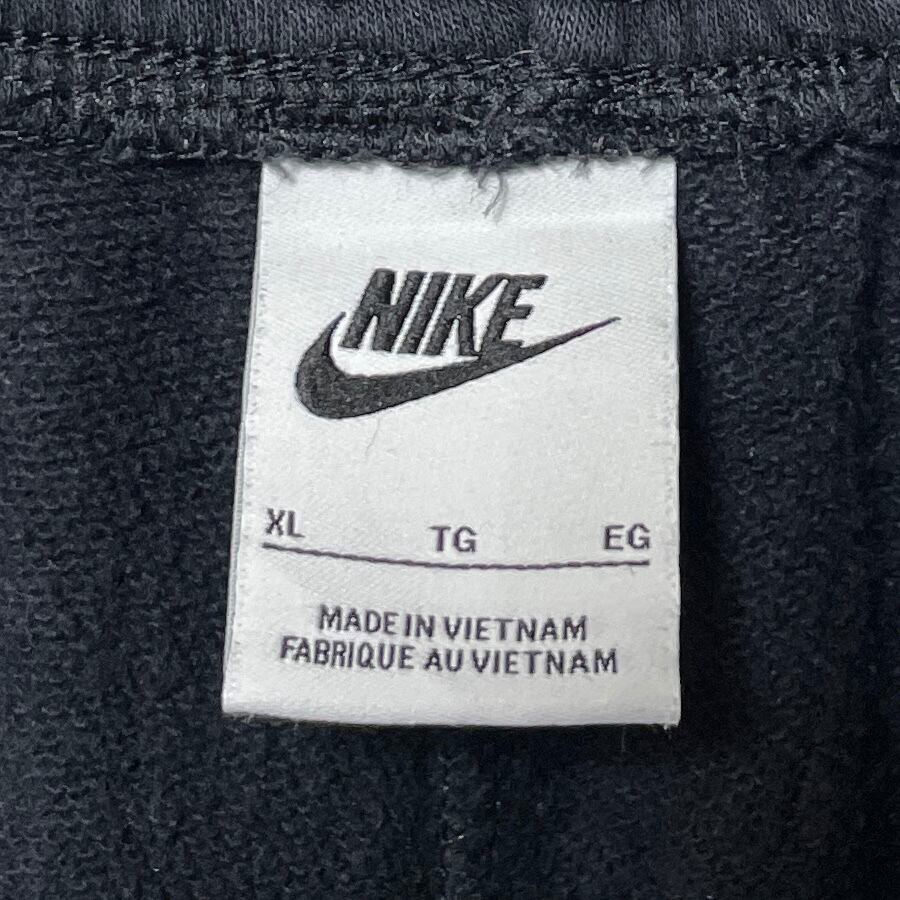 NIKE
XL TG EG
MADE IN VIETNAM
FABRIQUE AU VIETNAM